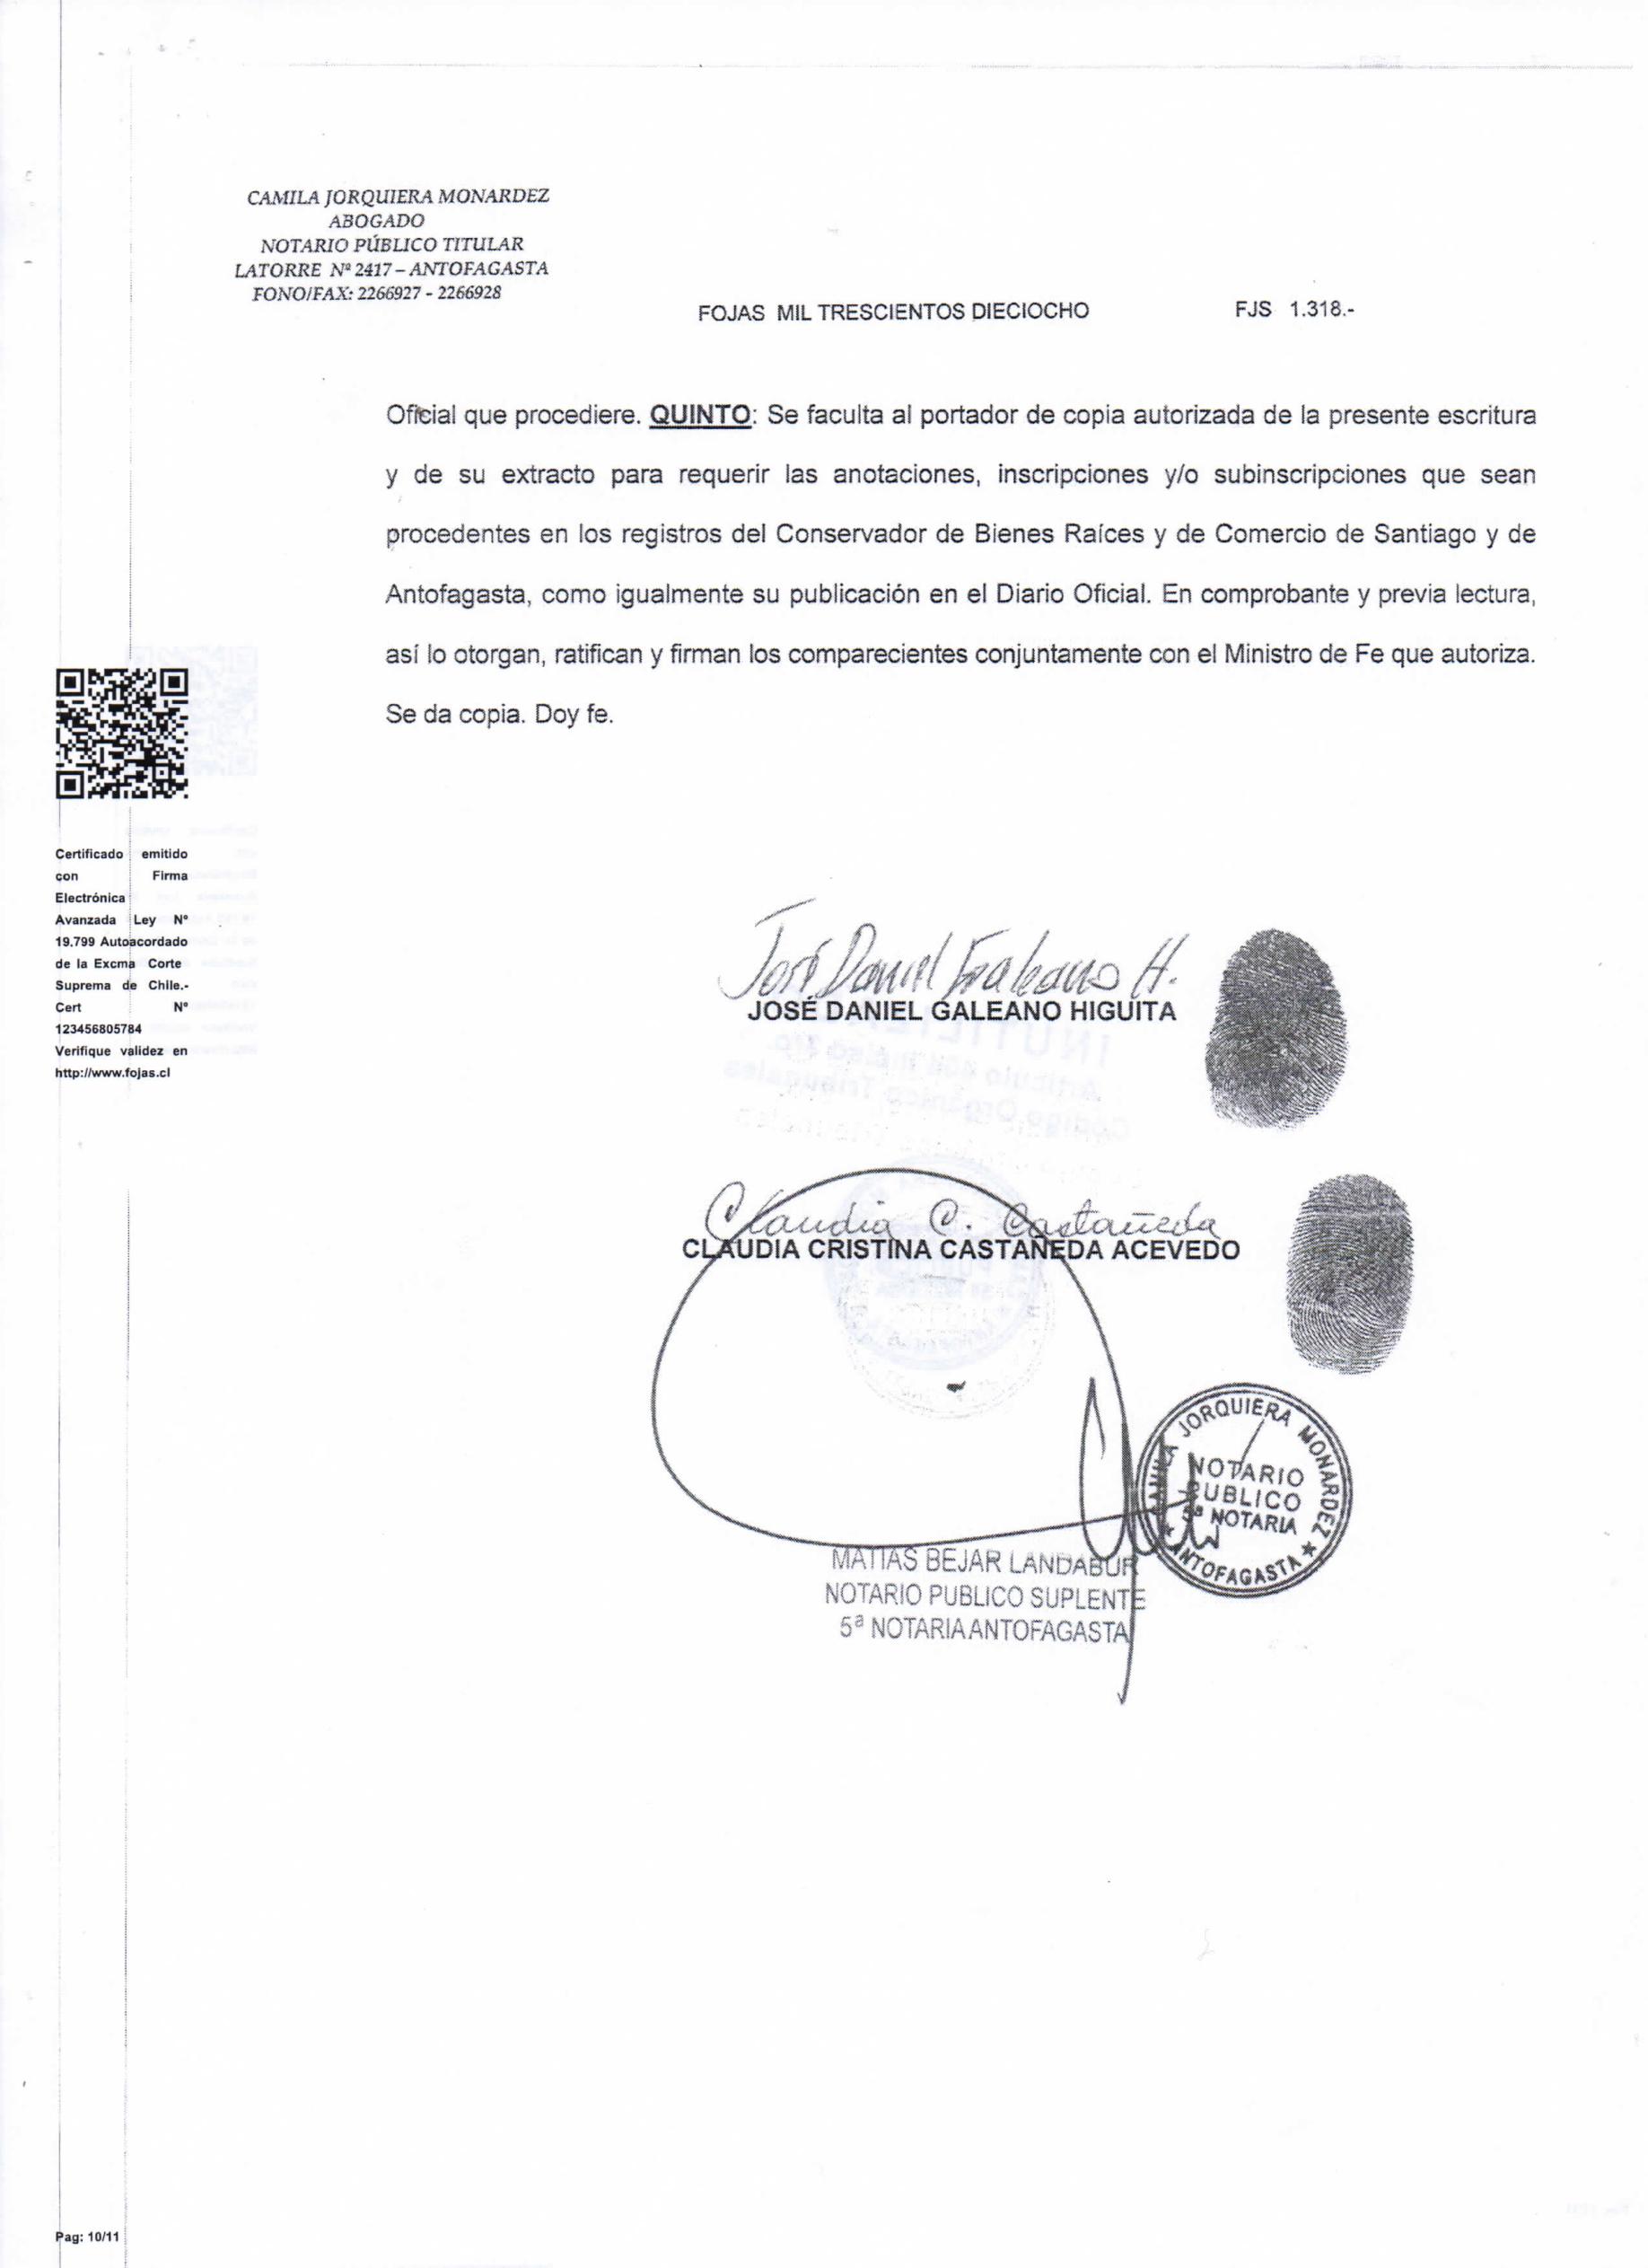 CAMILA JORQUIERA MONARDEZ
ABOGADO
NOTARIO PÚBLICO TITULAR
LATORRE Nº 2417 – ANTOFAGASTA
FONO/FAX: 2266927 - 2266928
FOJAS MIL TRESCIENTOS DIECIOCHO FJS 1.318.-
Oficial que procediere. QUINTO: Se faculta al portador de copia autorizada de la presente escritura
y de su extracto para requerir las anotaciones, inscripciones y/o subinscripciones que sean
procedentes en los registros del Conservador de Bienes Raíces y de Comercio de Santiago y de
Antofagasta, como igualmente su publicación en el Diario Oficial. En comprobante y previa lectura,
así lo otorgan, ratifican y firman los comparecientes conjuntamente con el Ministro de Fe que autoriza.
Se da copia. Doy fe.
Certificado emitido
con Firma
Electrónica
Avanzada Ley Nº
19.799 Autoacordado
de la Excma Corte
Suprema de Chile.-
Cert Nº
123456805784
Verifique validez en
http://www.fojas.cl
José Daniel Galeano H.
JOSÉ DANIEL GALEANO HIGUITA
Claudia C. Castañeda
CLAUDIA CRISTINA CASTAÑEDA ACEVEDO
CAMILA JORQUIERA MONARDEZ
NOTARIO
PUBLICO
5ª NOTARIA
★ ANTOFAGASTA ★
MATIAS BEJAR LANDABUR
NOTARIO PUBLICO SUPLENTE
5ª NOTARIA ANTOFAGASTA
Pag: 10/11